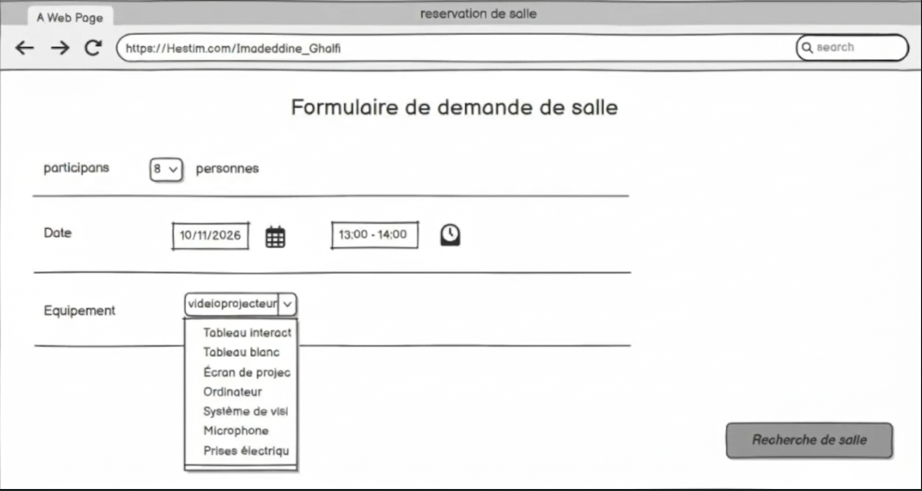 reservation de salle
A Web Page
https://Hestim.com/Imadeddine_Ghalfi
search
Formulaire de demande de salle
participans 8 personnes
Date 10/11/2026 13:00 - 14:00
Equipement videioprojecteur
Tableau interact
Tableau blanc
Écran de projec
Ordinateur
Système de visi
Microphone
Prises électriqu
Recherche de salle